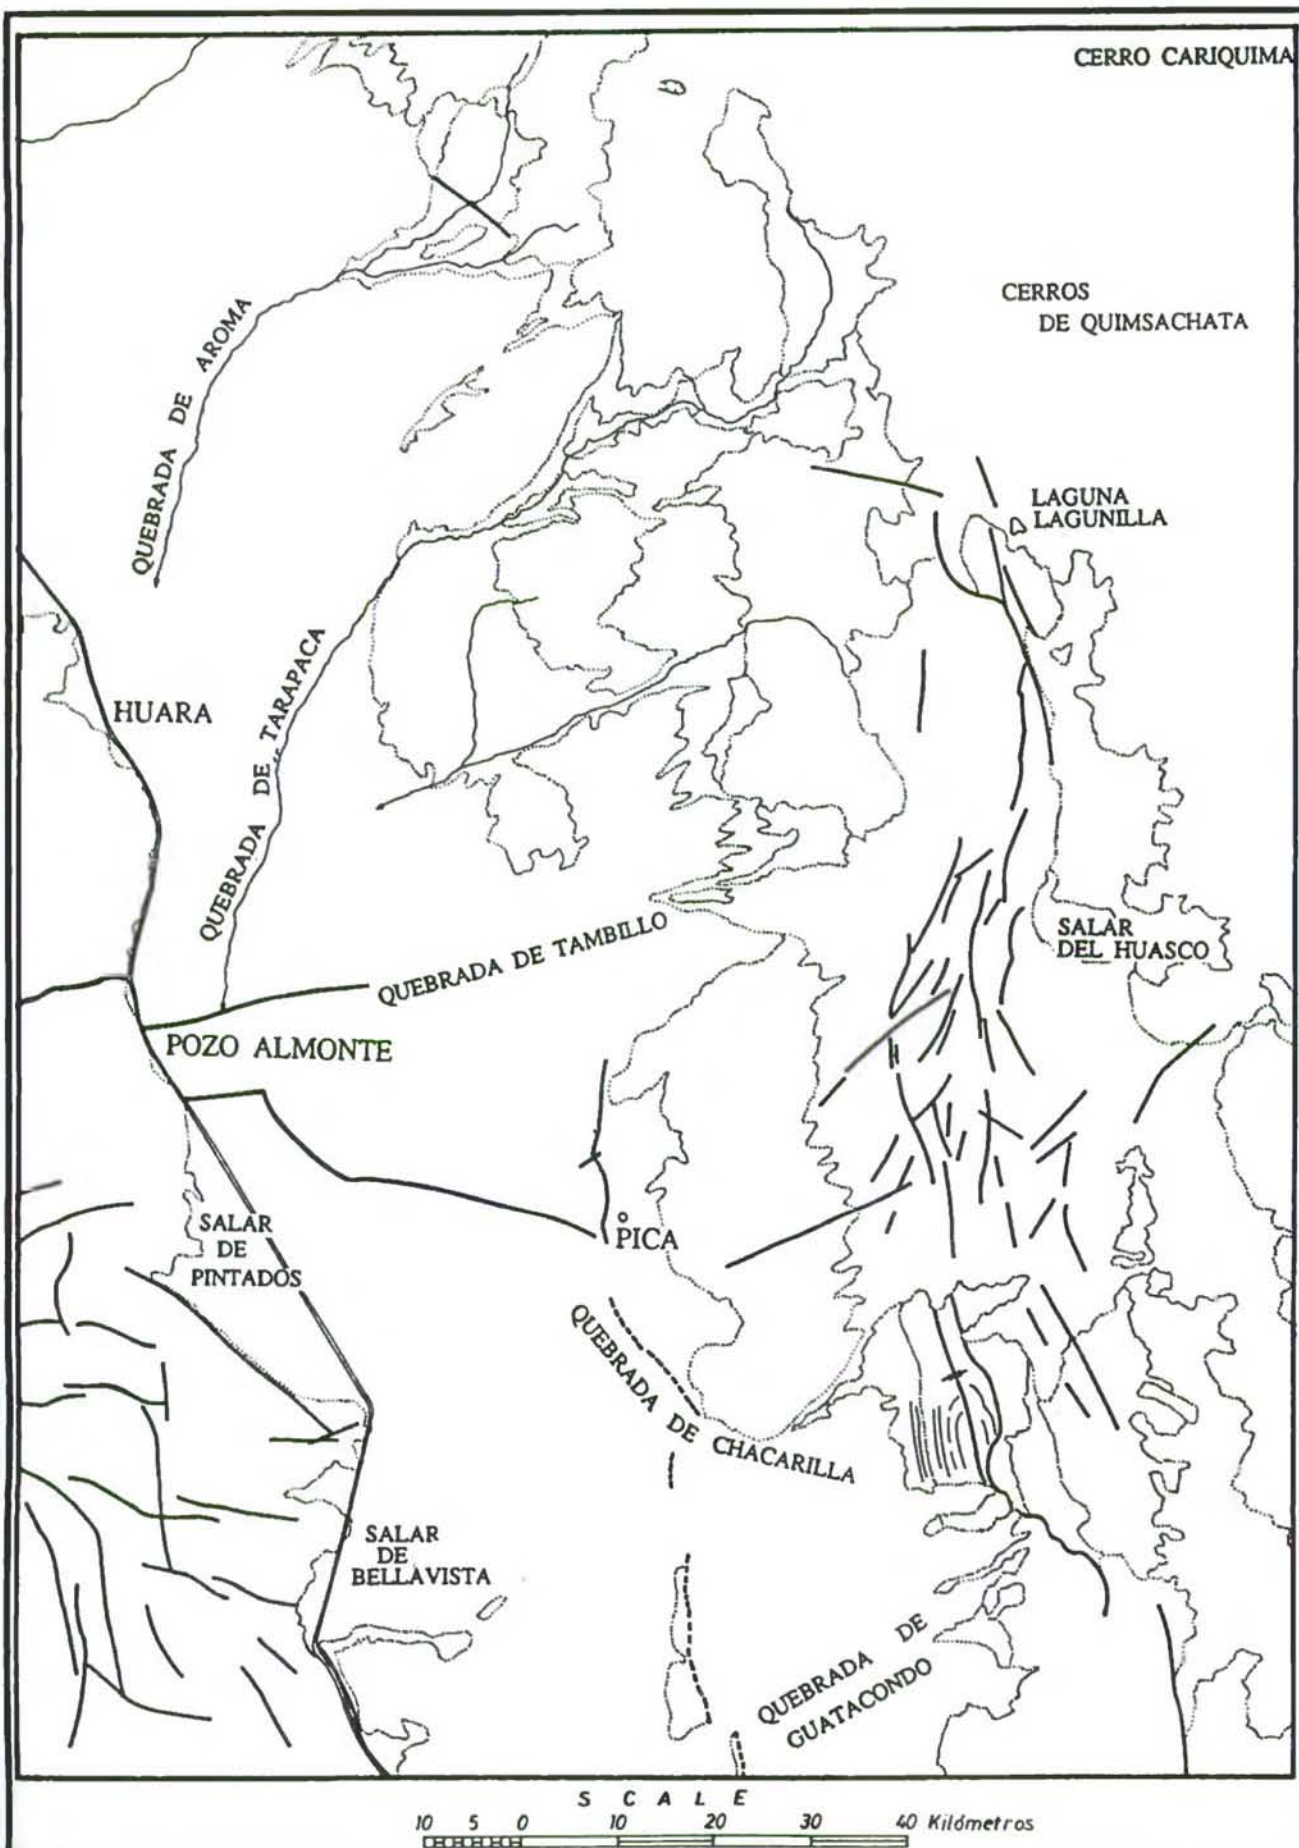 CERRO CARIQUIMA
CERROS
DE QUIMSACHATA
QUEBRADA DE AROMA
LAGUNA
LAGUNILLA
HUARA
QUEBRADA DE TARAPACA
SALAR
DEL HUASCO
QUEBRADA DE TAMBILLO
POZO ALMONTE
SALAR
DE
PINTADOS
PICA
QUEBRADA DE CHACARILLA
SALAR
DE
BELLAVISTA
QUEBRADA DE
GUATACONDO
SCALE
10 5 0 10 20 30 40 Kilómetros